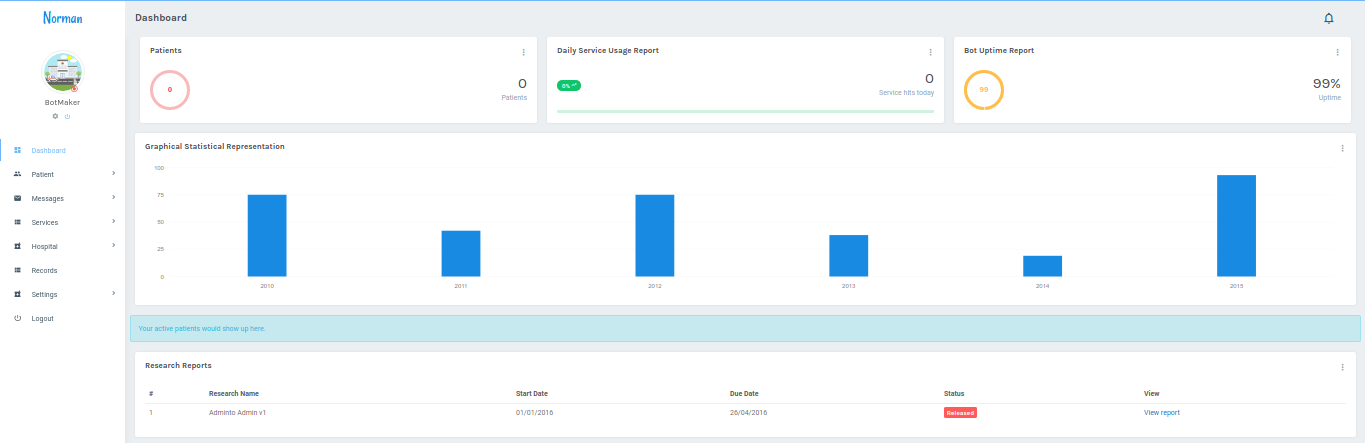 Norman
Dashboard
BotMaker
Dashboard
Patient
Messages
Services
Hospital
Records
Settings
Logout
Patients
0
0
Patients
Daily Service Usage Report
0%
0
Service hits today
Bot Uptime Report
99
99%
Uptime
Graphical Statistical Representation
100
75
50
25
0
2010 2011 2012 2013 2014 2015
Your active patients would show up here.
Research Reports
# Research Name Start Date Due Date Status View
1 Adminto Admin v1 01/01/2016 26/04/2016 Released View report